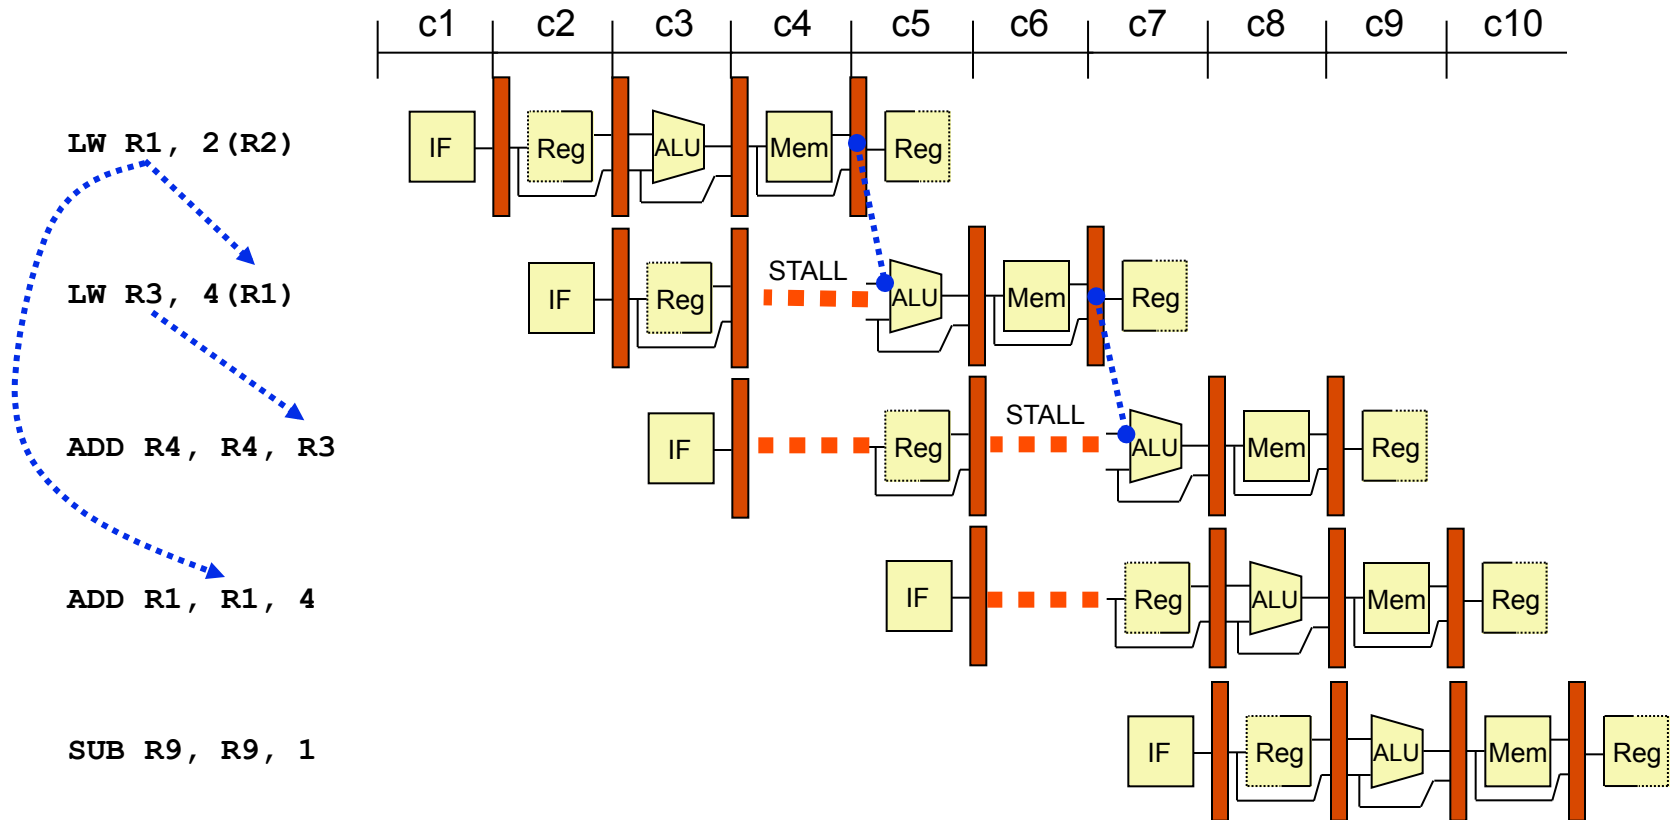 c1 c2 c3 c4 c5 c6 c7 c8 c9 c10
LW R1, 2(R2) IF Reg ALU Mem Reg
STALL
LW R3, 4(R1) IF Reg ALU Mem Reg
STALL
ADD R4, R4, R3 IF Reg ALU Mem Reg
ADD R1, R1, 4 IF Reg ALU Mem Reg
SUB R9, R9, 1 IF Reg ALU Mem Reg